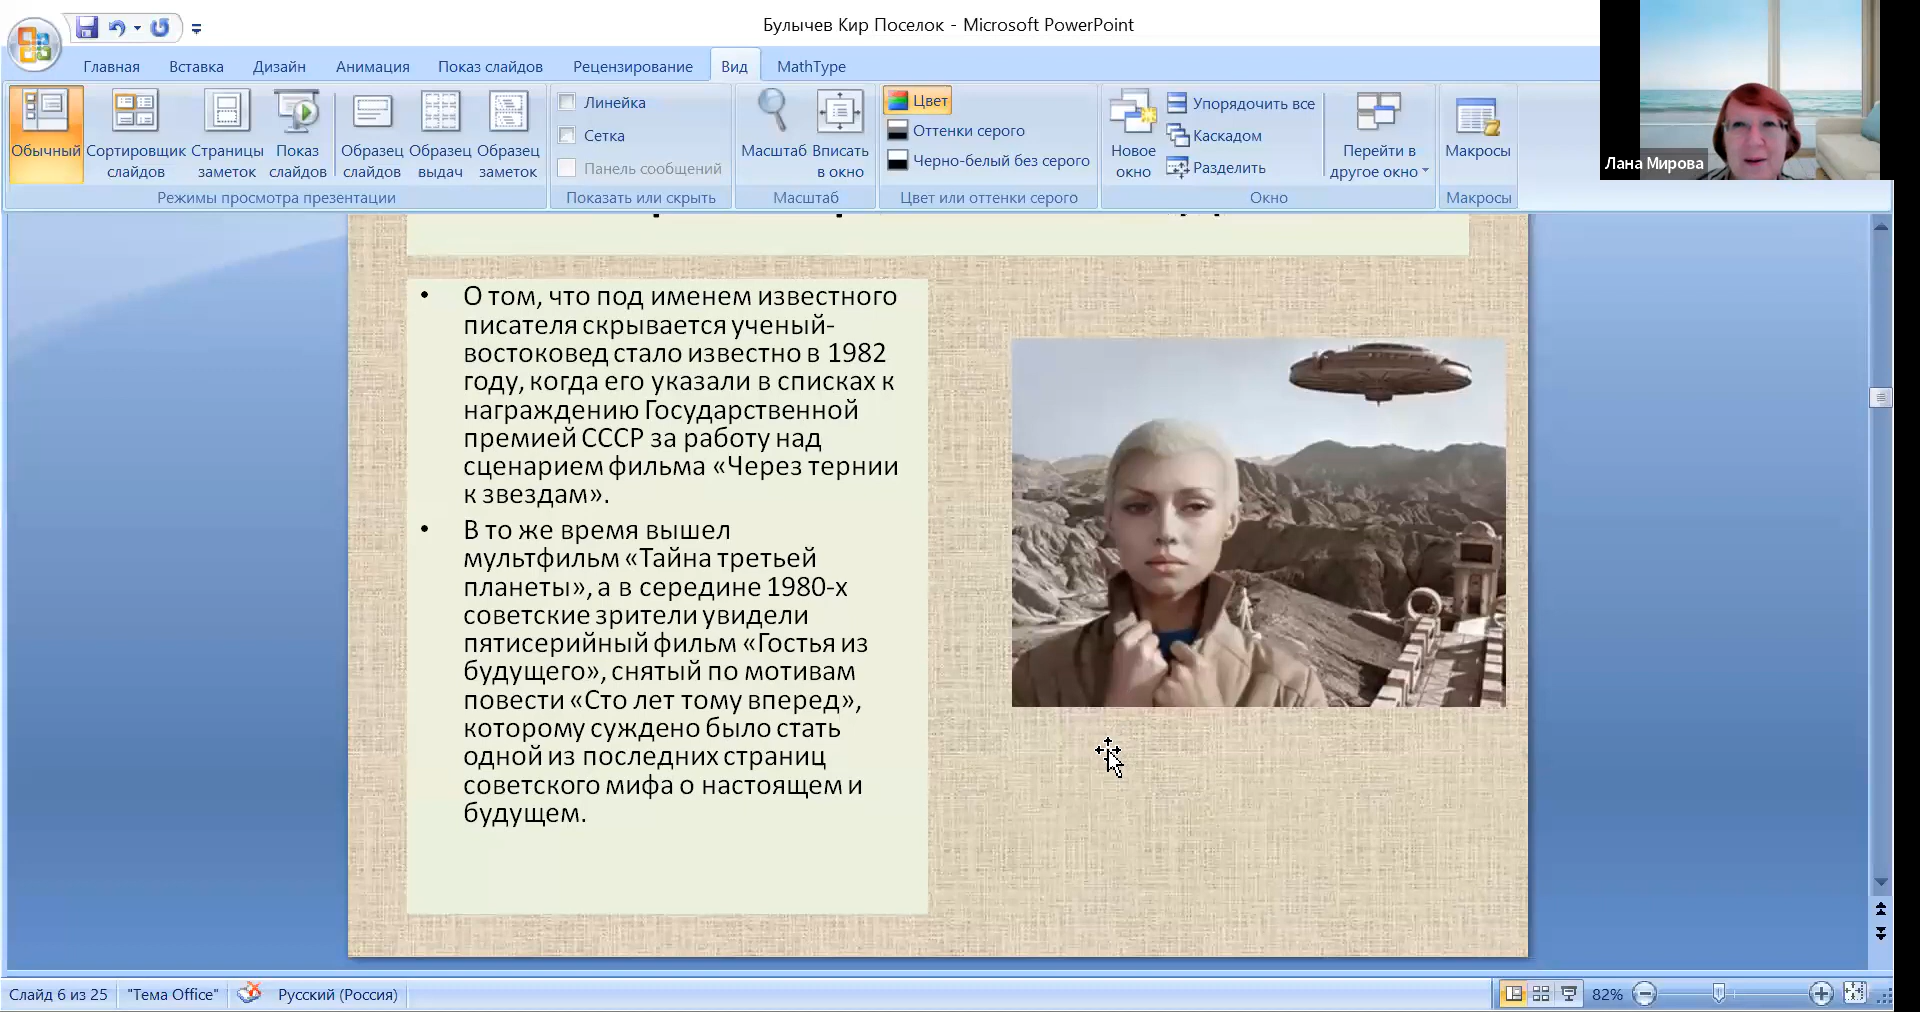 Булычев Кир Поселок - Microsoft PowerPoint
Главная Вставка Дизайн Анимация Показ слайдов Рецензирование Вид MathType
Обычный
Сортировщик слайдов
Страницы заметок
Показ слайдов
Образец слайдов
Образец выдач
Образец заметок
Режимы просмотра презентации
Линейка
Сетка
Панель сообщений
Показать или скрыть
Масштаб
Вписать в окно
Масштаб
Цвет
Оттенки серого
Черно-белый без серого
Цвет или оттенки серого
Новое окно
Упорядочить все
Каскадом
Разделить
Перейти в другое окно
Окно
Макросы
Макросы
Лана Мирова
• О том, что под именем известного
писателя скрывается ученый-
востоковед стало известно в 1982
году, когда его указали в списках к
награждению Государственной
премией СССР за работу над
сценарием фильма «Через тернии
к звездам».
• В то же время вышел
мультфильм «Тайна третьей
планеты», а в середине 1980-х
советские зрители увидели
пятисерийный фильм «Гостья из
будущего», снятый по мотивам
повести «Сто лет тому вперед»,
которому суждено было стать
одной из последних страниц
советского мифа о настоящем и
будущем.
Слайд 6 из 25 "Тема Office" Русский (Россия) 82%